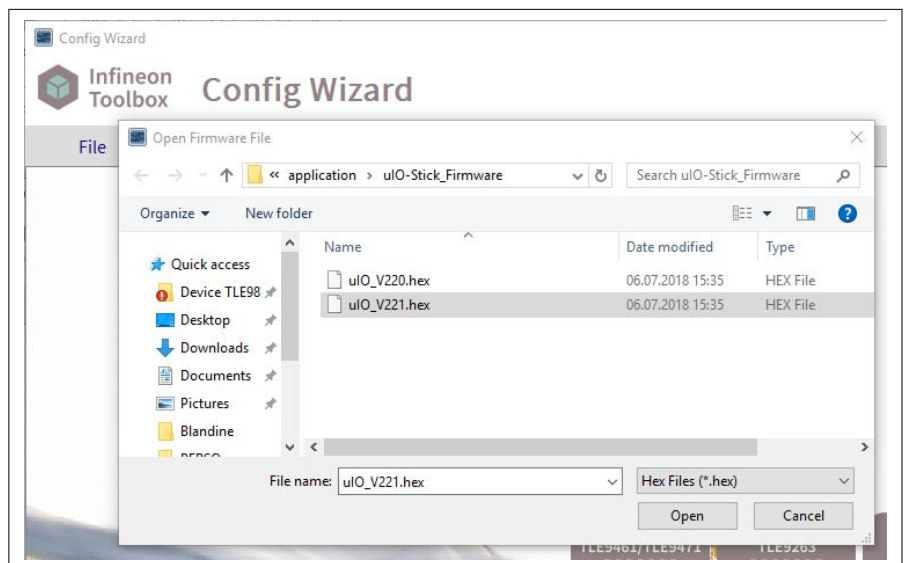 Config Wizard
Infineon
Toolbox
Config Wizard
File
Open Firmware File
« application › uIO-Stick_Firmware
Search uIO-Stick_Firmware
Organize
New folder
Name
Date modified
Type
Quick access
Device TLE98
Desktop
Downloads
Documents
Pictures
Blandine
uIO_V220.hex 06.07.2018 15:35 HEX File
uIO_V221.hex 06.07.2018 15:35 HEX File
File name: uIO_V221.hex
Hex Files (*.hex)
Open
Cancel
TLE9461/TLE9471
TLE9263